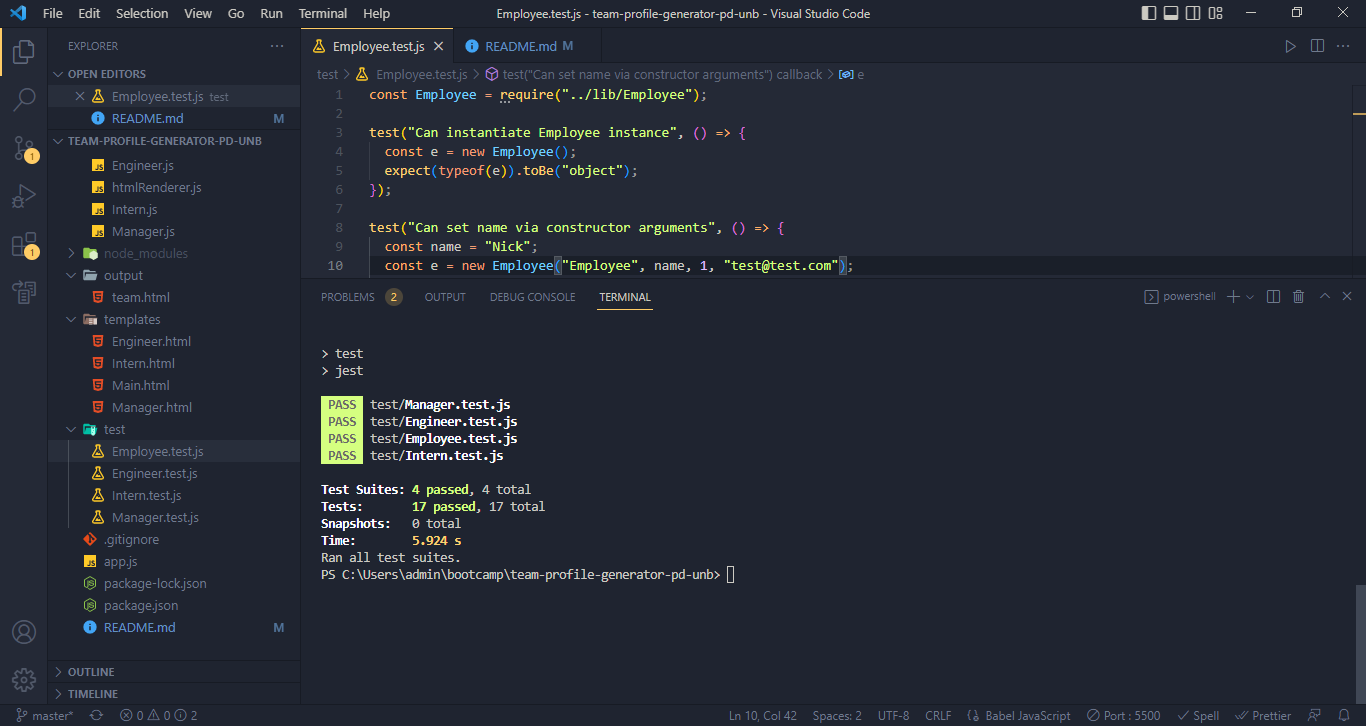 File Edit Selection View Go Run Terminal Help Employee.test.js - team-profile-generator-pd-unb - Visual Studio Code
EXPLORER
OPEN EDITORS
Employee.test.js test
README.md M
TEAM-PROFILE-GENERATOR-PD-UNB
JS Engineer.js
JS htmlRenderer.js
JS Intern.js
JS Manager.js
node_modules
output
team.html
templates
Engineer.html
Intern.html
Main.html
Manager.html
test
Employee.test.js
Engineer.test.js
Intern.test.js
Manager.test.js
.gitignore
JS app.js
package-lock.json
package.json
README.md M
OUTLINE
TIMELINE
1
1
Employee.test.js README.md M
test > Employee.test.js > test("Can set name via constructor arguments") callback > e
1 const Employee = require("../lib/Employee");
2
3 test("Can instantiate Employee instance", () => {
4 const e = new Employee();
5 expect(typeof(e)).toBe("object");
6 });
7
8 test("Can set name via constructor arguments", () => {
9 const name = "Nick";
10 const e = new Employee("Employee", name, 1, "test@test.com");
PROBLEMS 2 OUTPUT DEBUG CONSOLE TERMINAL powershell
> test
> jest
PASS test/Manager.test.js
PASS test/Engineer.test.js
PASS test/Employee.test.js
PASS test/Intern.test.js
Test Suites: 4 passed, 4 total
Tests: 17 passed, 17 total
Snapshots: 0 total
Time: 5.924 s
Ran all test suites.
PS C:\Users\admin\bootcamp\team-profile-generator-pd-unb>
master* 0 0 2 Ln 10, Col 42 Spaces: 2 UTF-8 CRLF Babel JavaScript Port : 5500 Spell Prettier